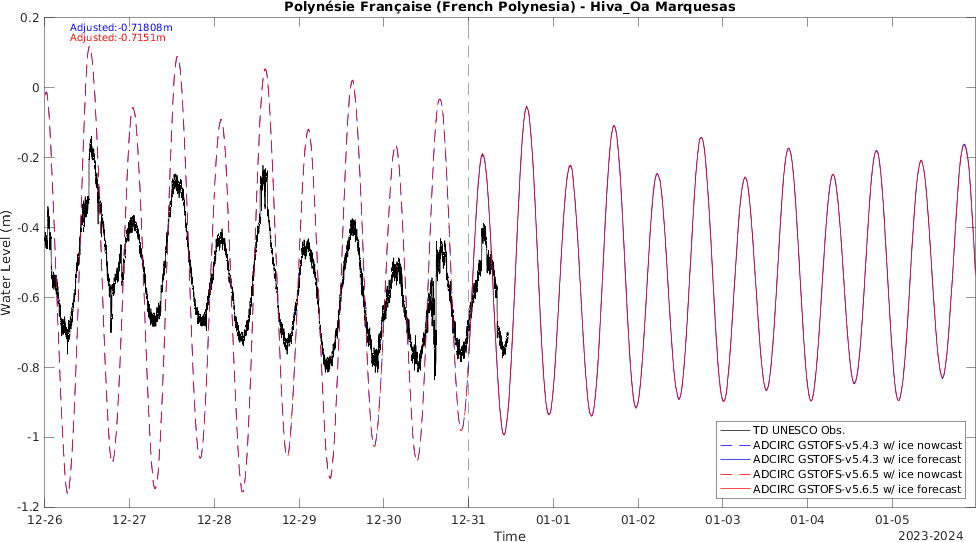 Polynésie Française (French Polynesia) - Hiva_Oa Marquesas
Adjusted:-0.71808m
Adjusted:-0.7151m
0.2
0
-0.2
-0.4
-0.6
-0.8
-1
-1.2
Water Level (m)
TD UNESCO Obs.
ADCIRC GSTOFS-v5.4.3 w/ ice nowcast
ADCIRC GSTOFS-v5.4.3 w/ ice forecast
ADCIRC GSTOFS-v5.6.5 w/ ice nowcast
ADCIRC GSTOFS-v5.6.5 w/ ice forecast
12-26 12-27 12-28 12-29 12-30 12-31 01-01 01-02 01-03 01-04 01-05
Time
2023-2024